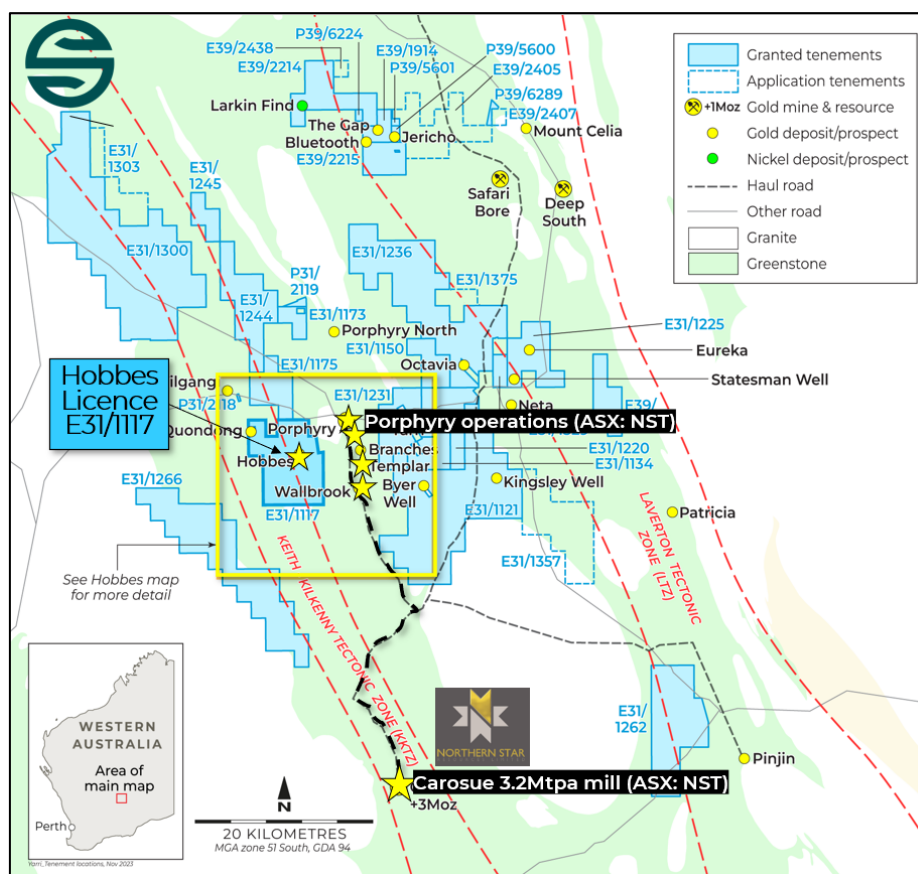 P39/6224
E39/2438
E39/1914
P39/5600
E39/2214
P39/5601
E39/2405
P39/6289
Larkin Find
E39/2407
The Gap
Mount Celia
Bluetooth
Jericho
E39/2215
E31/
1303
E31/
1245
Safari
Bore
Deep
South
Granted tenements
Application tenements
+1Moz
Gold mine & resource
Gold deposit/prospect
Nickel deposit/prospect
Haul road
Other road
Granite
Greenstone
E31/1300
E31/1236
E31/1375
P31/
2119
E31/
1244
E31/1173
Porphyry North
E31/1150
E31/1225
Eureka
E31/1175
Octavia
Statesman Well
Hobbes
Licence
E31/1117
ilgang
P31/2118
E31/1231
Neta
E39/
Porphyry
Porphyry operations (ASX: NST)
Quondong
Branches
E31/1220
Hobbes
Templar
E31/1134
Wallbrook
Byer
Well
Kingsley Well
E31/1266
E31/1117
E31/1121
Patricia
E31/1357
See Hobbes map
for more detail
KEITH KILKENNY TECTONIC ZONE (KKTZ)
LAVERTON TECTONIC
ZONE (LTZ)
WESTERN
AUSTRALIA
Area of
main map
Perth
N
20 KILOMETRES
MGA zone 51 South, GDA 94
NORTHERN STAR
E31/
1262
Pinjin
Carosue 3.2Mtpa mill (ASX: NST)
+3Moz
Yarri_Tenement locations, Nov 2023